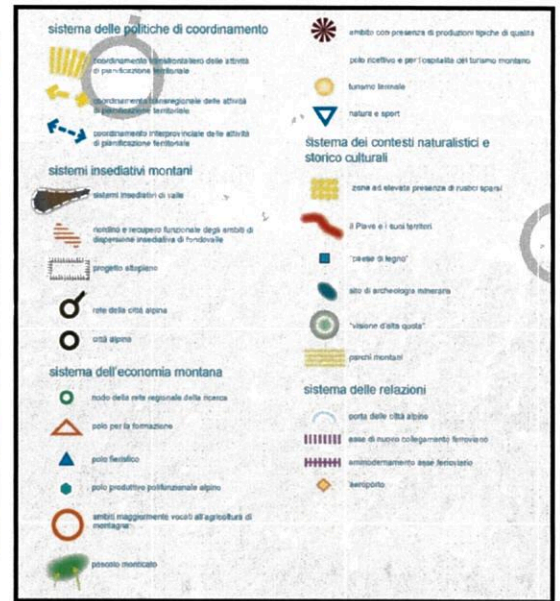 sistema delle politiche di coordinamento
coordinamento transfrontaliero delle attività
di pianificazione territoriale
coordinamento transregionale delle attività
di pianificazione territoriale
coordinamento interprovinciale delle attività
di pianificazione territoriale
sistemi insediativi montani
sistemi insediativi di valle
riordino e recupero funzionale degli ambiti di
dispersione insediativa di fondovalle
progetto altopiano
rete della città alpina
città alpina
sistema dell'economia montana
nodo della rete regionale della ricerca
polo per la formazione
polo fieristico
polo produttivo polifunzionale alpino
ambiti maggiormente vocati all'agricoltura di
montagna
pascolo monticato
ambito con presenza di produzioni tipiche di qualità
polo ricettivo e per l'ospitalità del turismo montano
turismo termale
natura e sport
sistema dei contesti naturalistici e
storico culturali
zone ad elevata presenza di rustici sparsi
il Piave e i suoi territori
"paese di legno"
sito di archeologia mineraria
"visione d'alta quota"
parchi montani
sistema delle relazioni
porta delle città alpine
asse di nuovo collegamento ferroviario
ammodernamento asse ferroviario
aeroporto